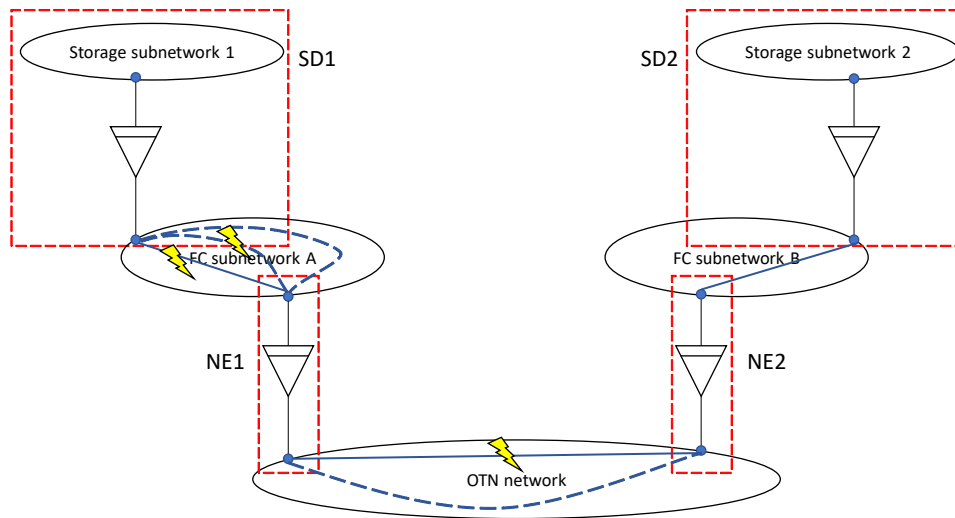 Storage subnetwork 1
SD1
SD2
Storage subnetwork 2
FC subnetwork A
FC subnetwork B
NE1
NE2
OTN network